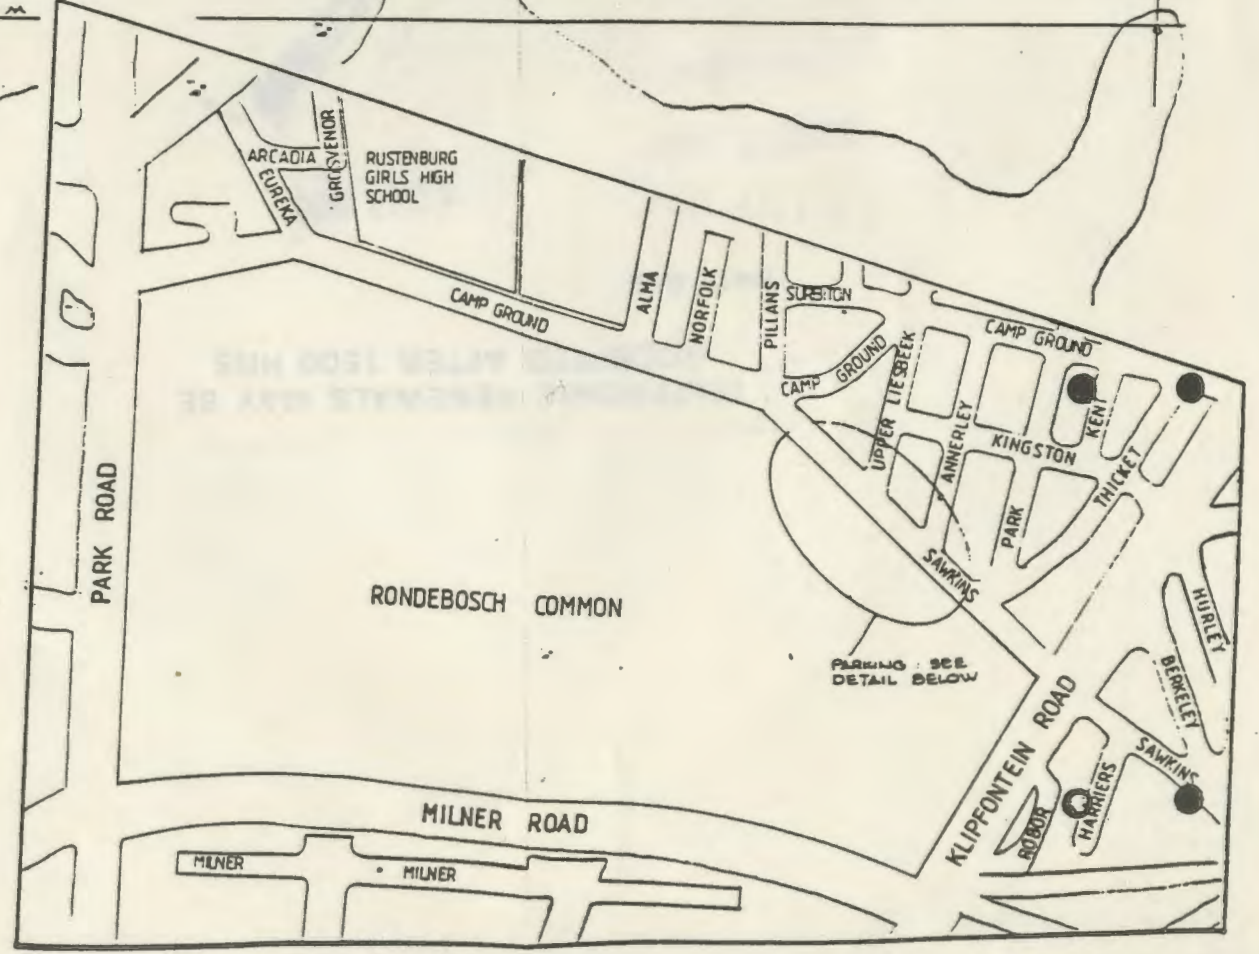 ARCADIA
GROSVENOR
EUREKA
RUSTENBURG
GIRLS HIGH
SCHOOL
CAMP GROUND
ALMA
NORFOLK
PILLANS
SURBITON
CAMP GROUND
CAMP GROUND
UPPER LIESBEEK
ANNERLEY
KINGSTON
KENT
THICKET
PARK
SAWKINS
PARK ROAD
RONDEBOSCH COMMON
PARKING : SEE
DETAIL BELOW
HURLEY
BERKELEY
SAWKINS
KLIPFONTEIN ROAD
HARRIERS
ROBOR
MILNER ROAD
MILNER
MILNER